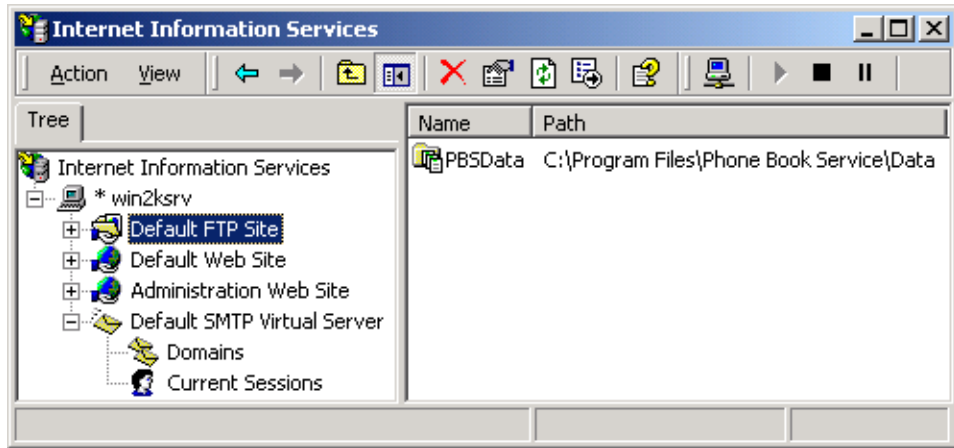 Internet Information Services
Action View
Tree
Name Path
Internet Information Services
* win2ksrv
Default FTP Site
Default Web Site
Administration Web Site
Default SMTP Virtual Server
Domains
Current Sessions
PBSData C:\Program Files\Phone Book Service\Data